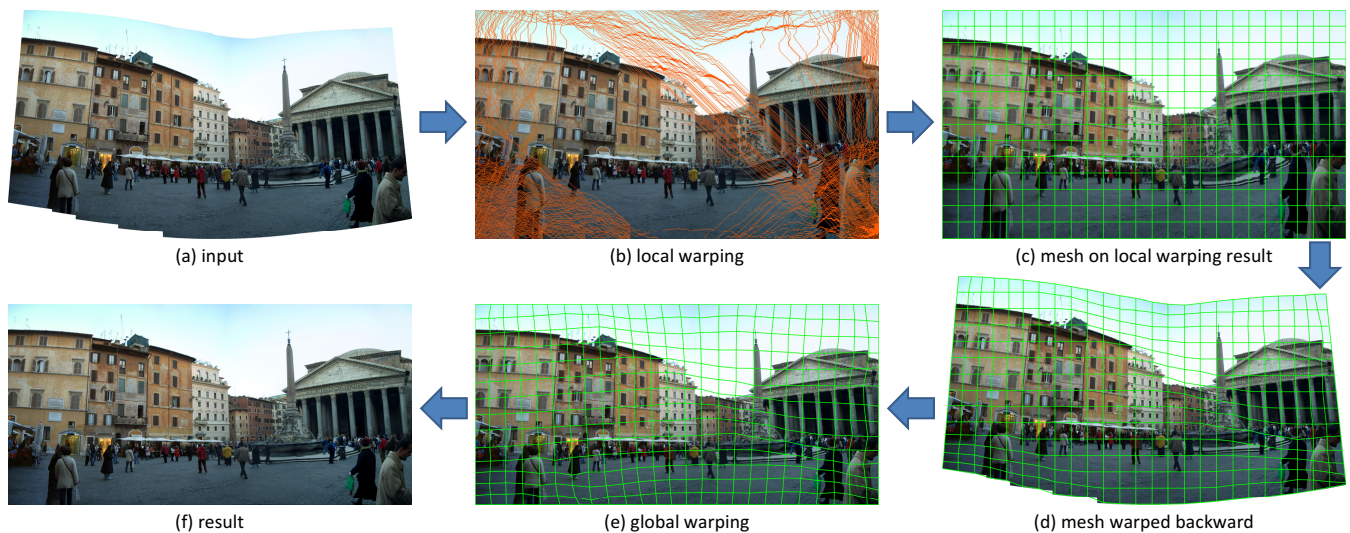 (a) input
(b) local warping
(c) mesh on local warping result
(f) result
(e) global warping
(d) mesh warped backward